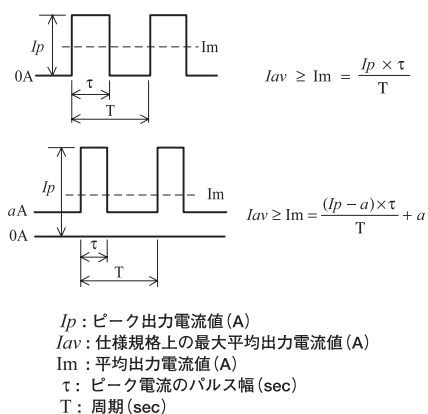 Ip
Im
0A
τ
T
Iav ≥ Im = Ip × τ / T
Ip
Im
aA
0A
τ
T
Iav ≥ Im = (Ip − a)×τ / T + a
Ip : ピーク出力電流値(A)
Iav : 仕様規格上の最大平均出力電流値(A)
Im : 平均出力電流値(A)
τ : ピーク電流のパルス幅(sec)
T : 周期(sec)